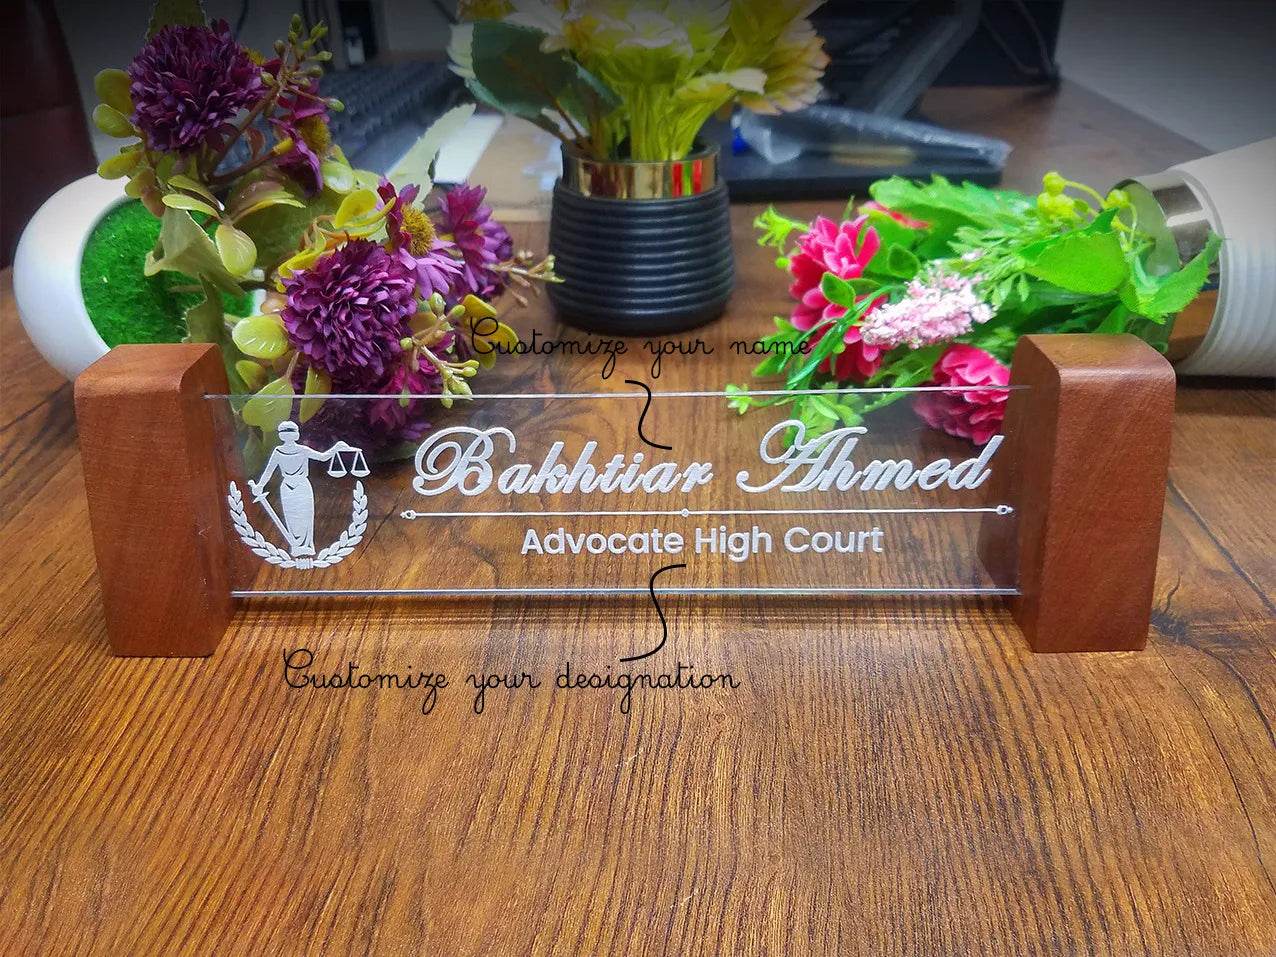 Customize your name
Bakhtiar Ahmed
Advocate High Court
Customize your designation